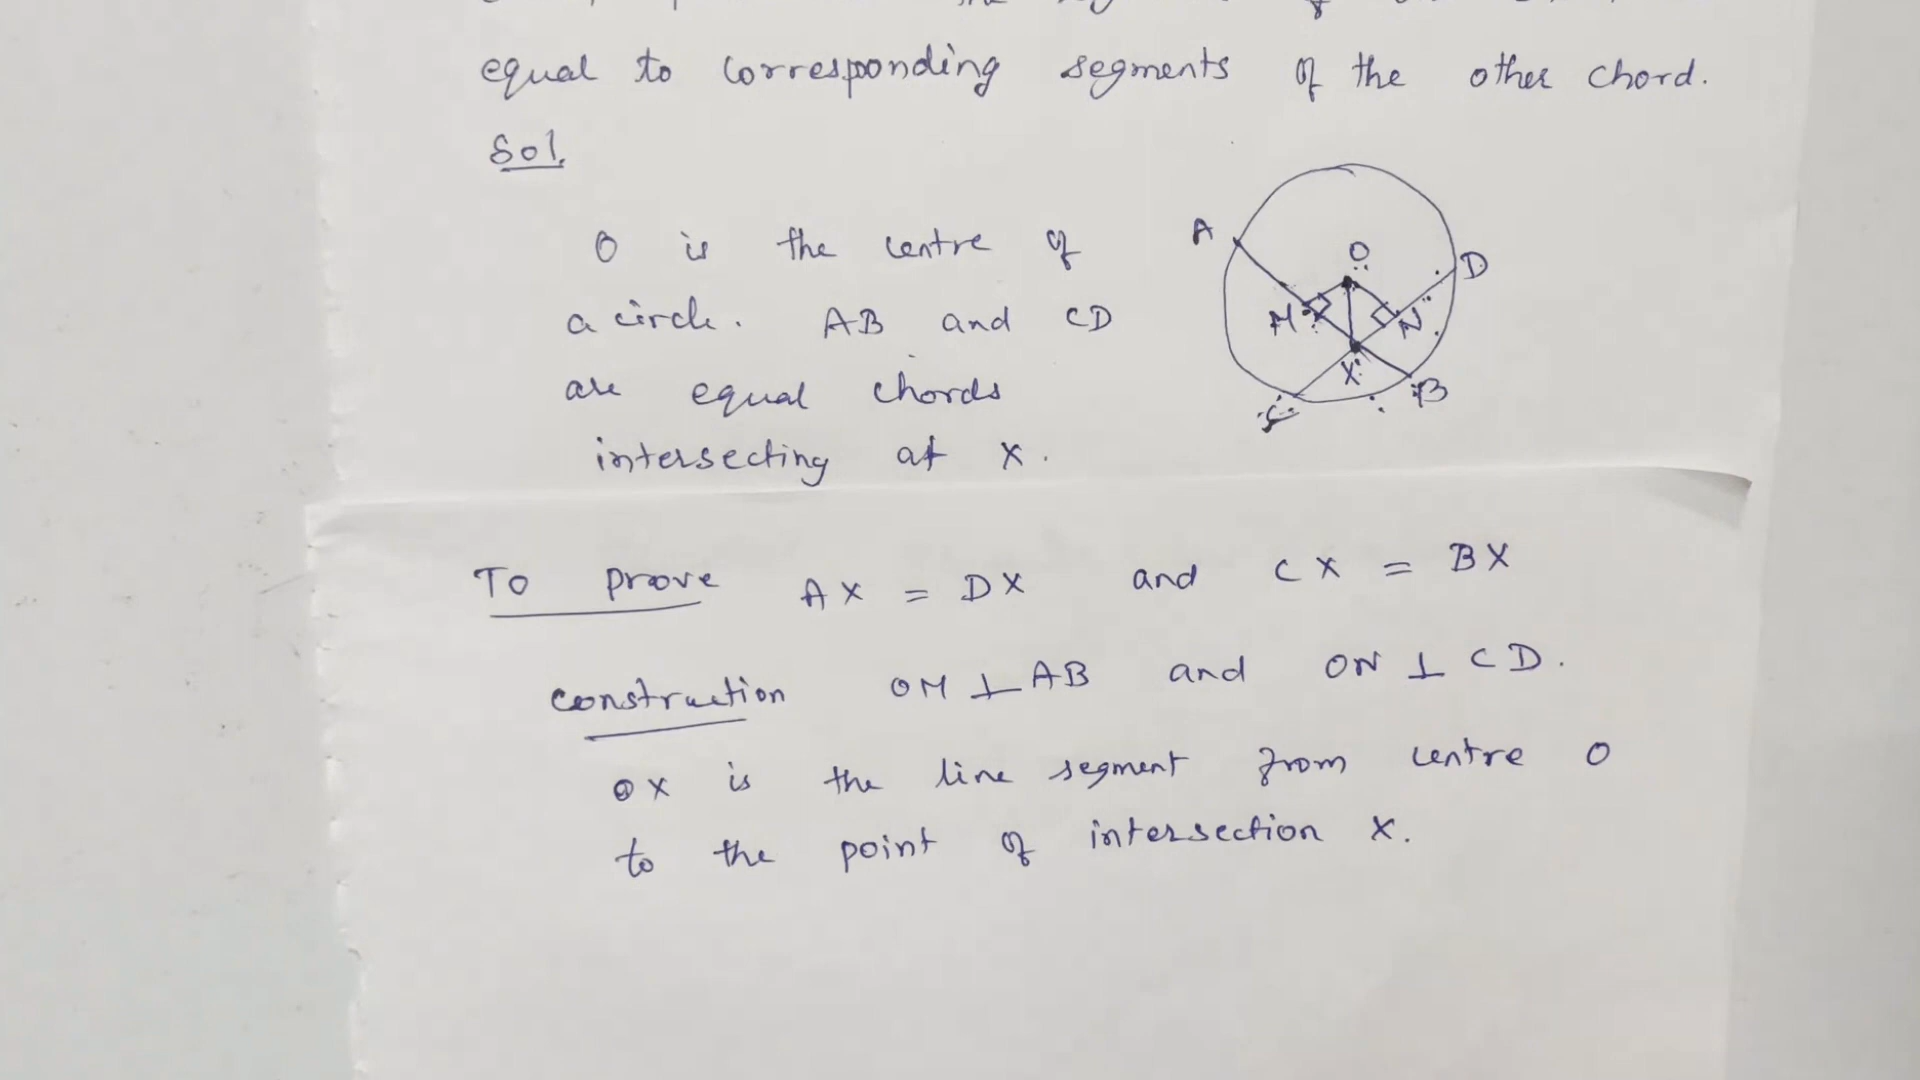 equal to corresponding segments of the other chord.
Sol.
O is the centre of
a circle. AB and CD
are equal chords
intersecting at X.
A
O
D
M
N
X
B
C
To prove AX = DX and CX = BX
construction OM ⊥ AB and ON ⊥ CD.
OX is the line segment from centre O
to the point of intersection X.